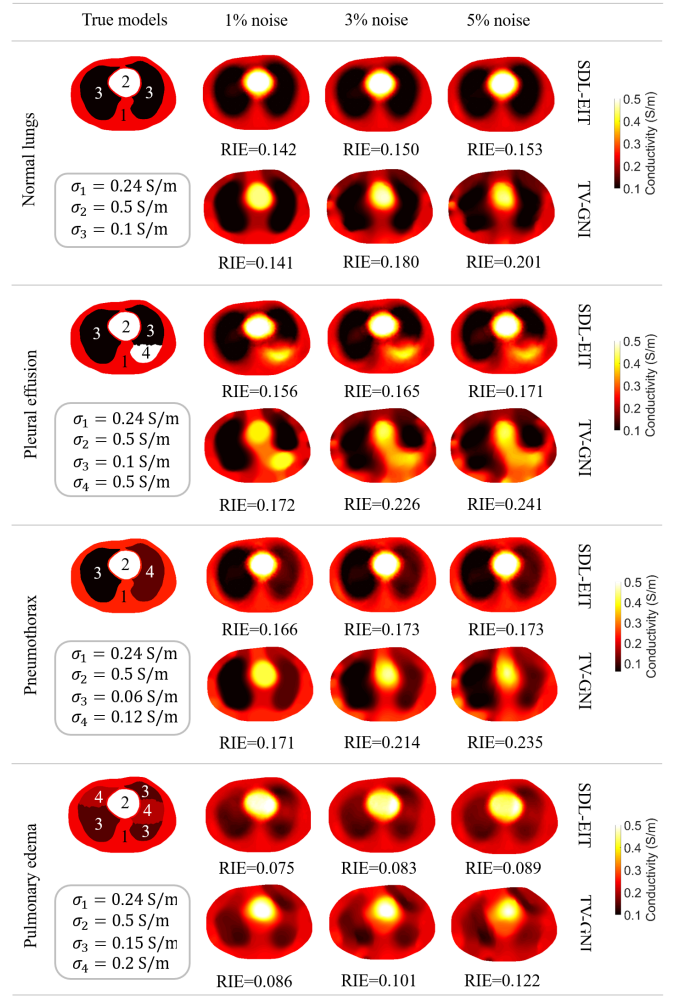 True models 1% noise 3% noise 5% noise
Normal lungs
2
3 3
1
SDL-EIT
RIE=0.142 RIE=0.150 RIE=0.153
σ₁ = 0.24 S/m
σ₂ = 0.5 S/m
σ₃ = 0.1 S/m
TV-GNI
RIE=0.141 RIE=0.180 RIE=0.201
0.5
0.4
0.3
0.2
0.1
Conductivity (S/m)
Pleural effusion
2
3 3
1 4
SDL-EIT
RIE=0.156 RIE=0.165 RIE=0.171
σ₁ = 0.24 S/m
σ₂ = 0.5 S/m
σ₃ = 0.1 S/m
σ₄ = 0.5 S/m
TV-GNI
RIE=0.172 RIE=0.226 RIE=0.241
0.5
0.4
0.3
0.2
0.1
Conductivity (S/m)
Pneumothorax
2
3 4
1
SDL-EIT
RIE=0.166 RIE=0.173 RIE=0.173
σ₁ = 0.24 S/m
σ₂ = 0.5 S/m
σ₃ = 0.06 S/m
σ₄ = 0.12 S/m
TV-GNI
RIE=0.171 RIE=0.214 RIE=0.235
0.5
0.4
0.3
0.2
0.1
Conductivity (S/m)
Pulmonary edema
4 2 3
4
3 1 3
SDL-EIT
RIE=0.075 RIE=0.083 RIE=0.089
σ₁ = 0.24 S/m
σ₂ = 0.5 S/m
σ₃ = 0.15 S/m
σ₄ = 0.2 S/m
TV-GNI
RIE=0.086 RIE=0.101 RIE=0.122
0.5
0.4
0.3
0.2
0.1
Conductivity (S/m)